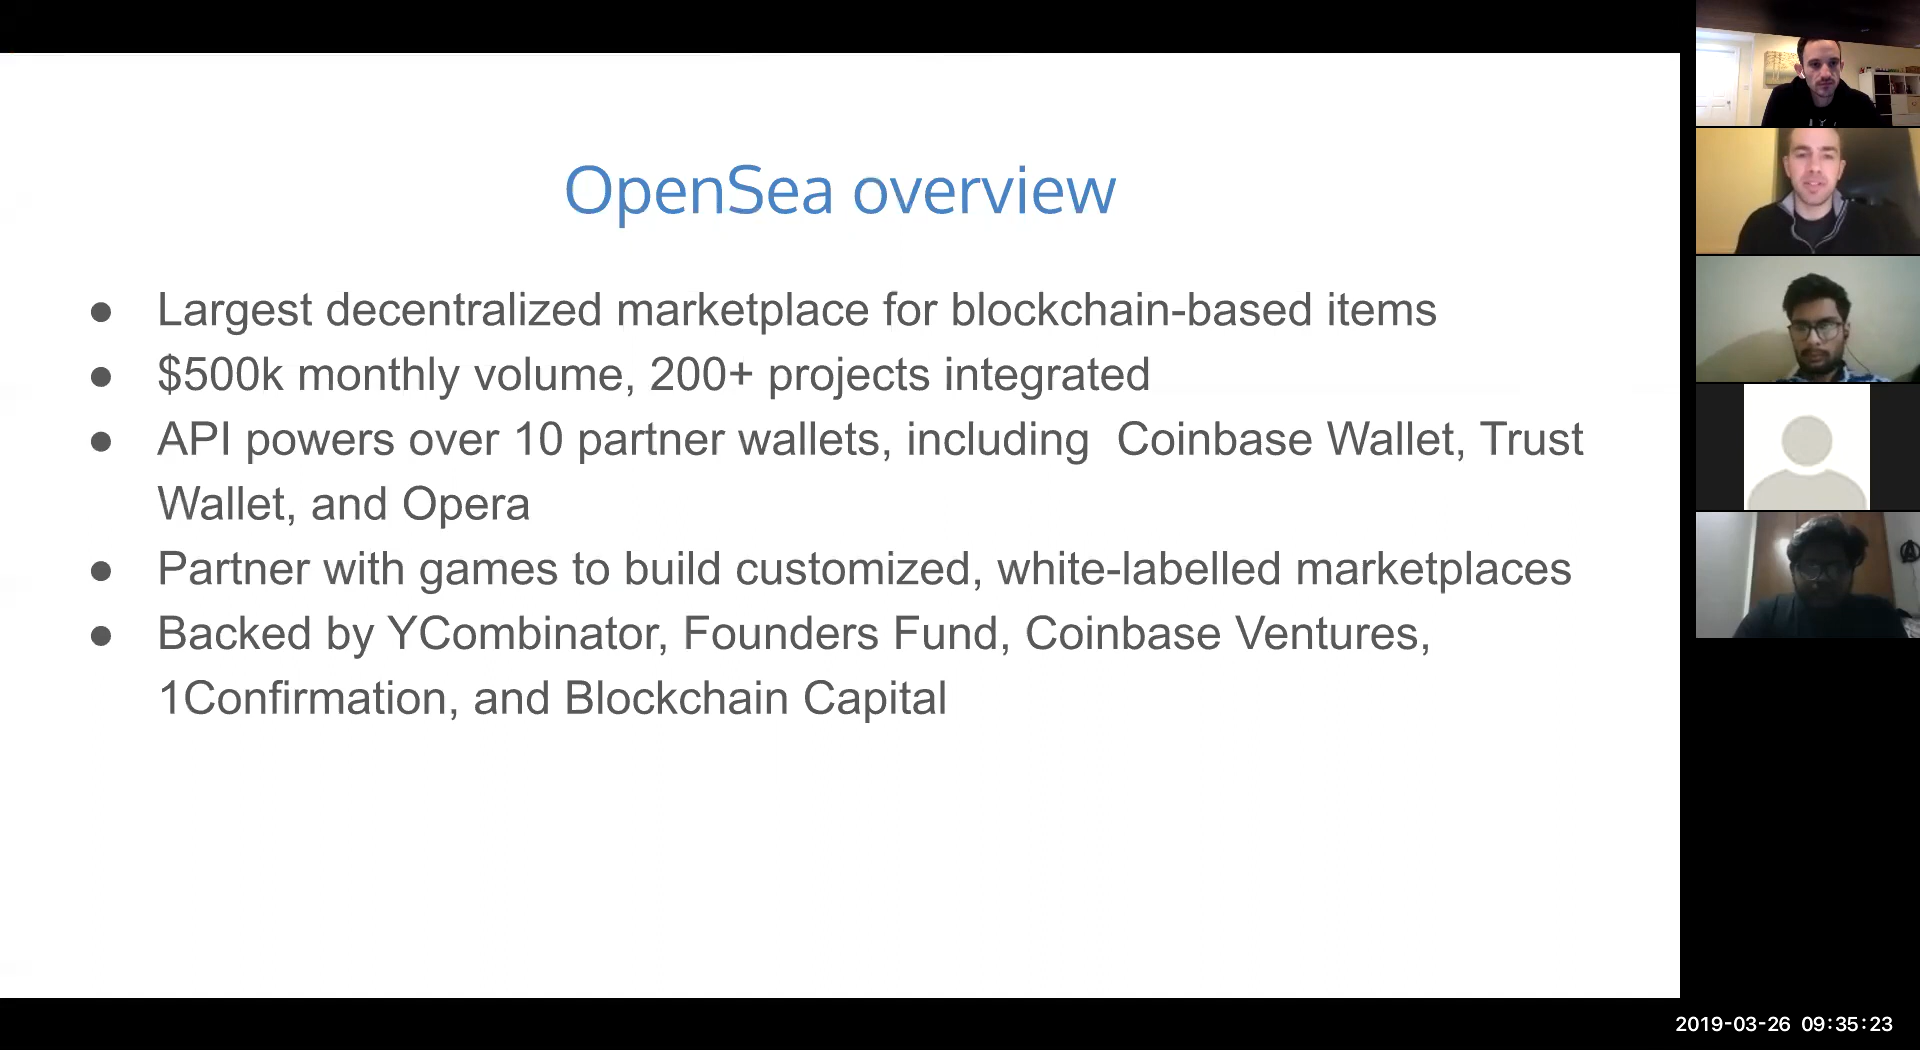 OpenSea overview
● Largest decentralized marketplace for blockchain-based items
● $500k monthly volume, 200+ projects integrated
● API powers over 10 partner wallets, including  Coinbase Wallet, Trust
Wallet, and Opera
● Partner with games to build customized, white-labelled marketplaces
● Backed by YCombinator, Founders Fund, Coinbase Ventures,
1Confirmation, and Blockchain Capital
2019-03-26 09:35:23